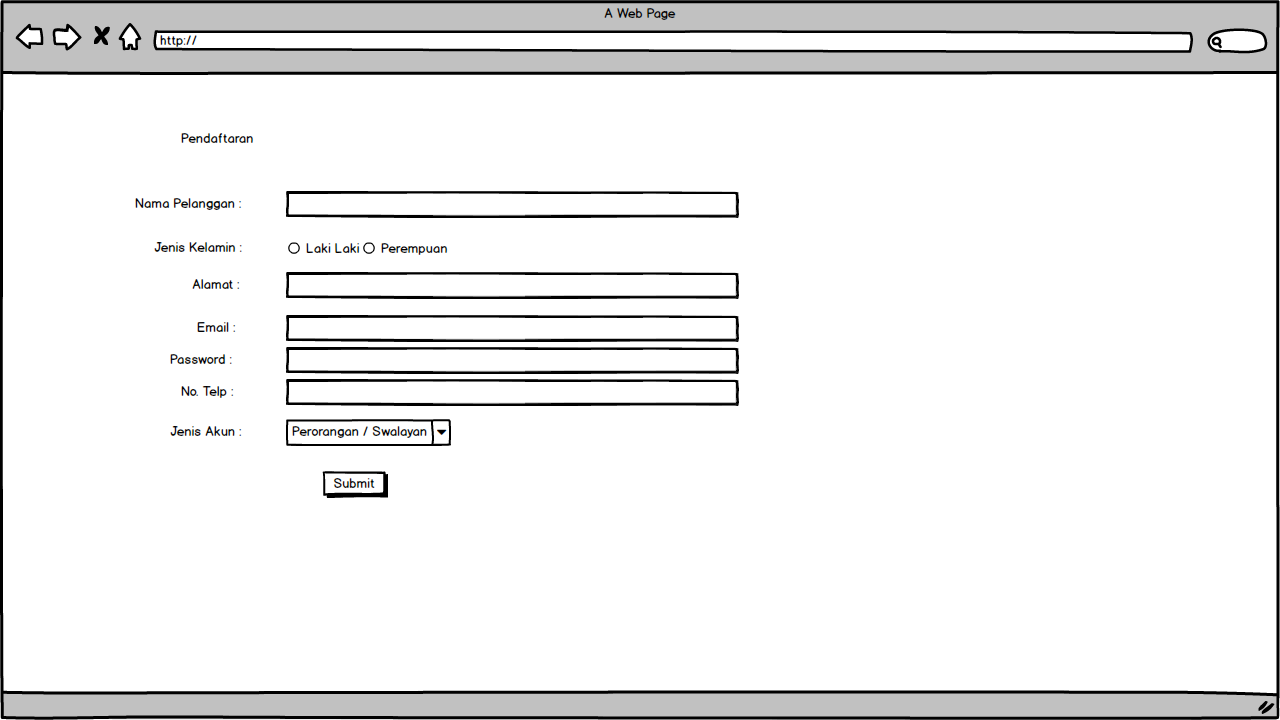 A Web Page
http://
Pendaftaran
Nama Pelanggan :
Jenis Kelamin : Laki Laki Perempuan
Alamat :
Email :
Password :
No. Telp :
Jenis Akun : Perorangan / Swalayan
Submit